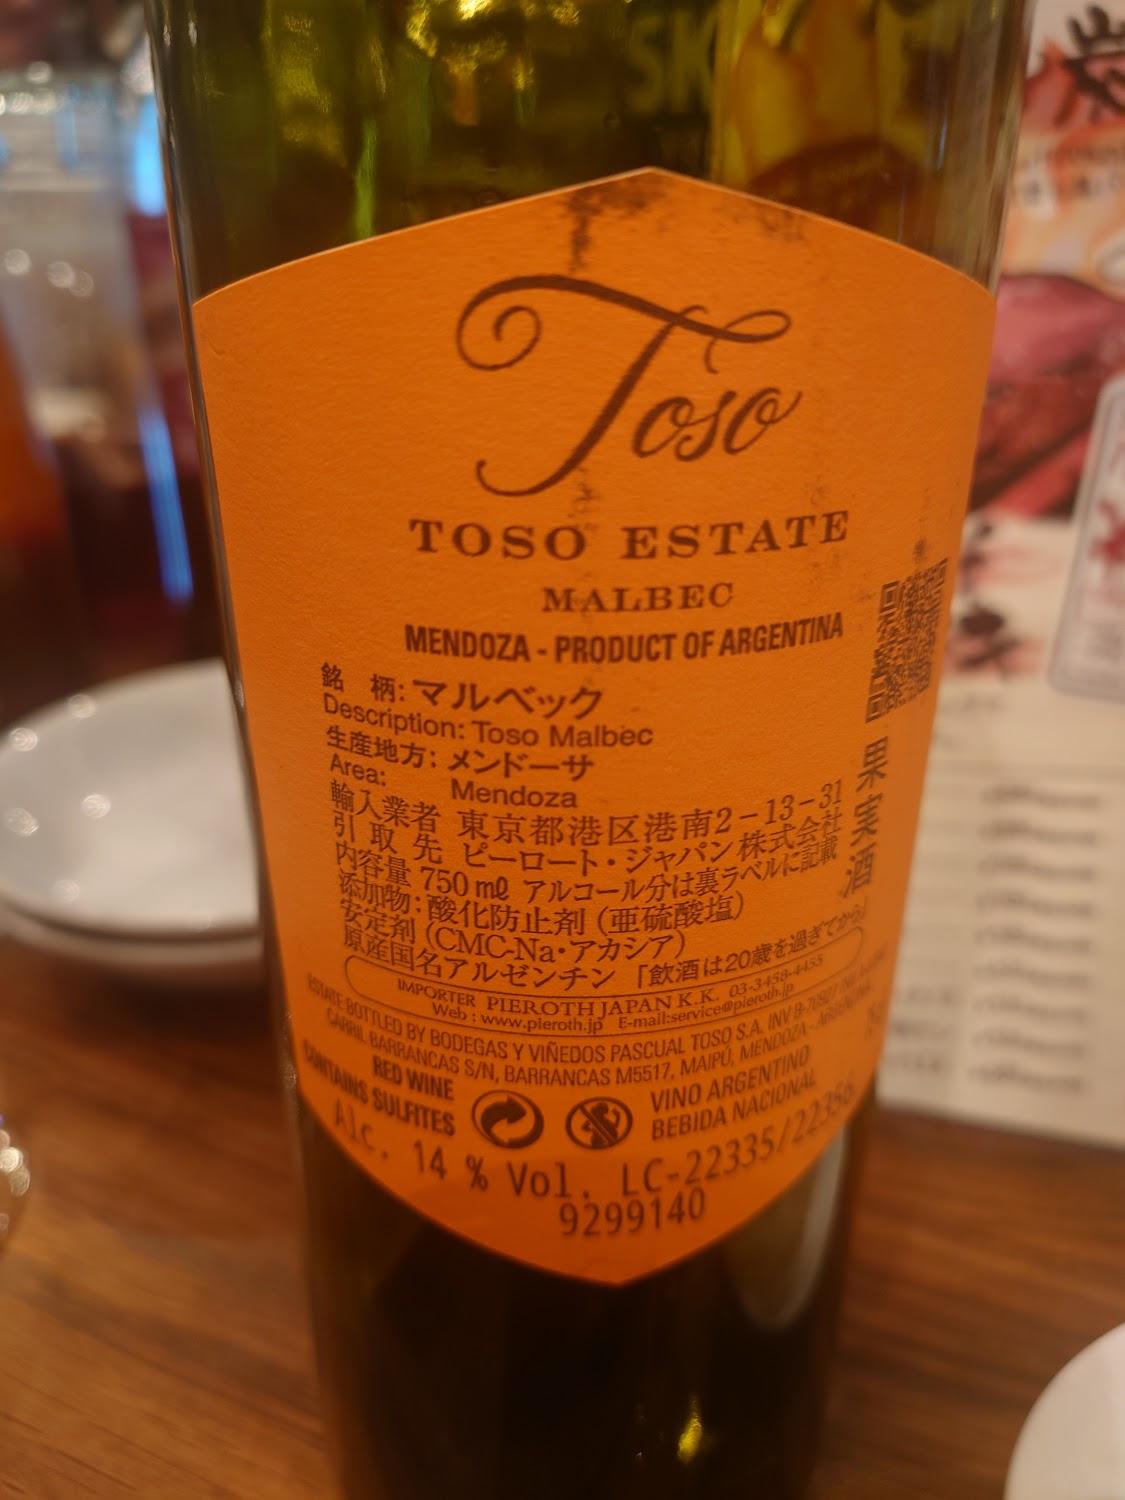 Toso
TOSO ESTATE
MALBEC
MENDOZA - PRODUCT OF ARGENTINA
銘 柄: マルベック
Description: Toso Malbec
生産地方: メンドーサ
Area: Mendoza
輸入業者 東京都港区港南2-13-31
引 取 先 ピーロート・ジャパン株式会社
内容量 750㎖ アルコール分は裏ラベルに記載
添加物: 酸化防止剤 (亜硫酸塩)
安定剤 (CMC-Na・アカシア)
原産国名アルゼンチン 「飲酒は20歳を過ぎてから」
果実酒
IMPORTER PIEROTH JAPAN K.K. 03-3458-4455
Web : www.pieroth.jp E-mail:service@pieroth.jp
ESTATE BOTTLED BY BODEGAS Y VIÑEDOS PASCUAL TOSO S.A. INV B-70527
CARRIL BARRANCAS S/N, BARRANCAS M5517, MAIPÚ, MENDOZA - ARGENTINA
RED WINE
CONTAINS SULFITES
VINO ARGENTINO
BEBIDA NACIONAL
Alc. 14 % Vol. LC-22335/22356
9299140
SK
炭